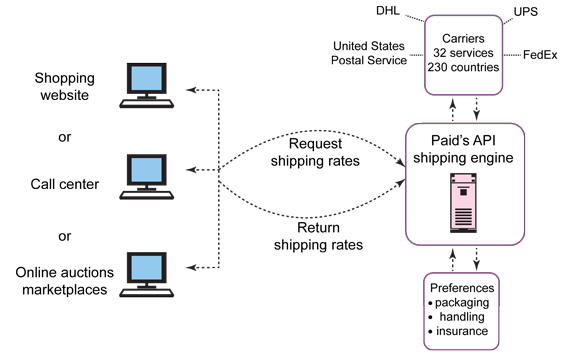 DHL
UPS
Carriers
32 services
230 countries
United States
Postal Service
FedEx
Shopping
website
or
Call center
or
Online auctions
marketplaces
Request
shipping rates
Return
shipping rates
Paid's API
shipping engine
Preferences
• packaging
• handling
• insurance